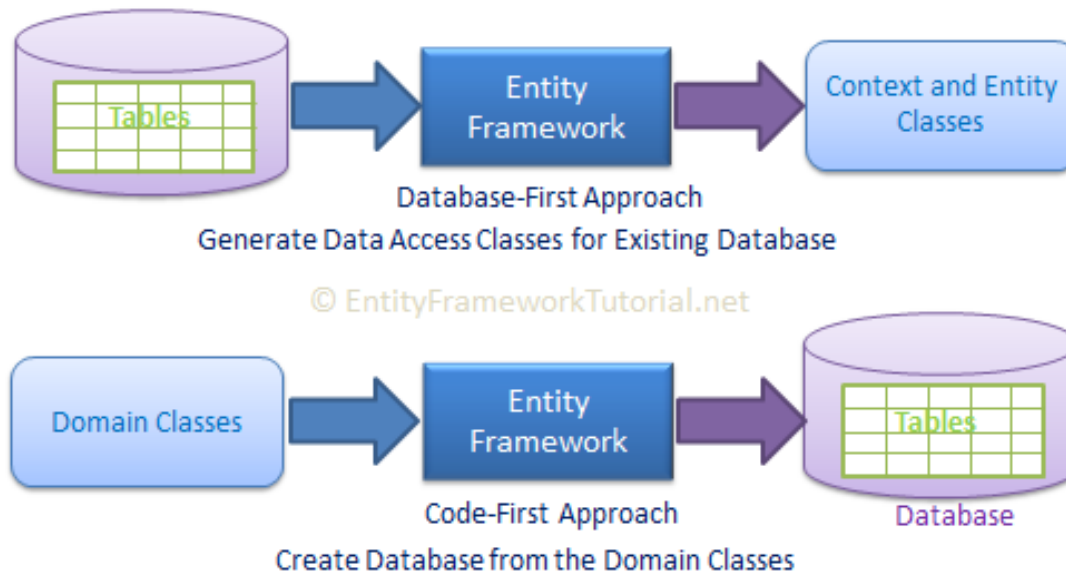 Tables
Entity
Framework
Context and Entity
Classes
Database-First Approach
Generate Data Access Classes for Existing Database
© EntityFrameworkTutorial.net
Domain Classes
Entity
Framework
Tables
Code-First Approach
Database
Create Database from the Domain Classes